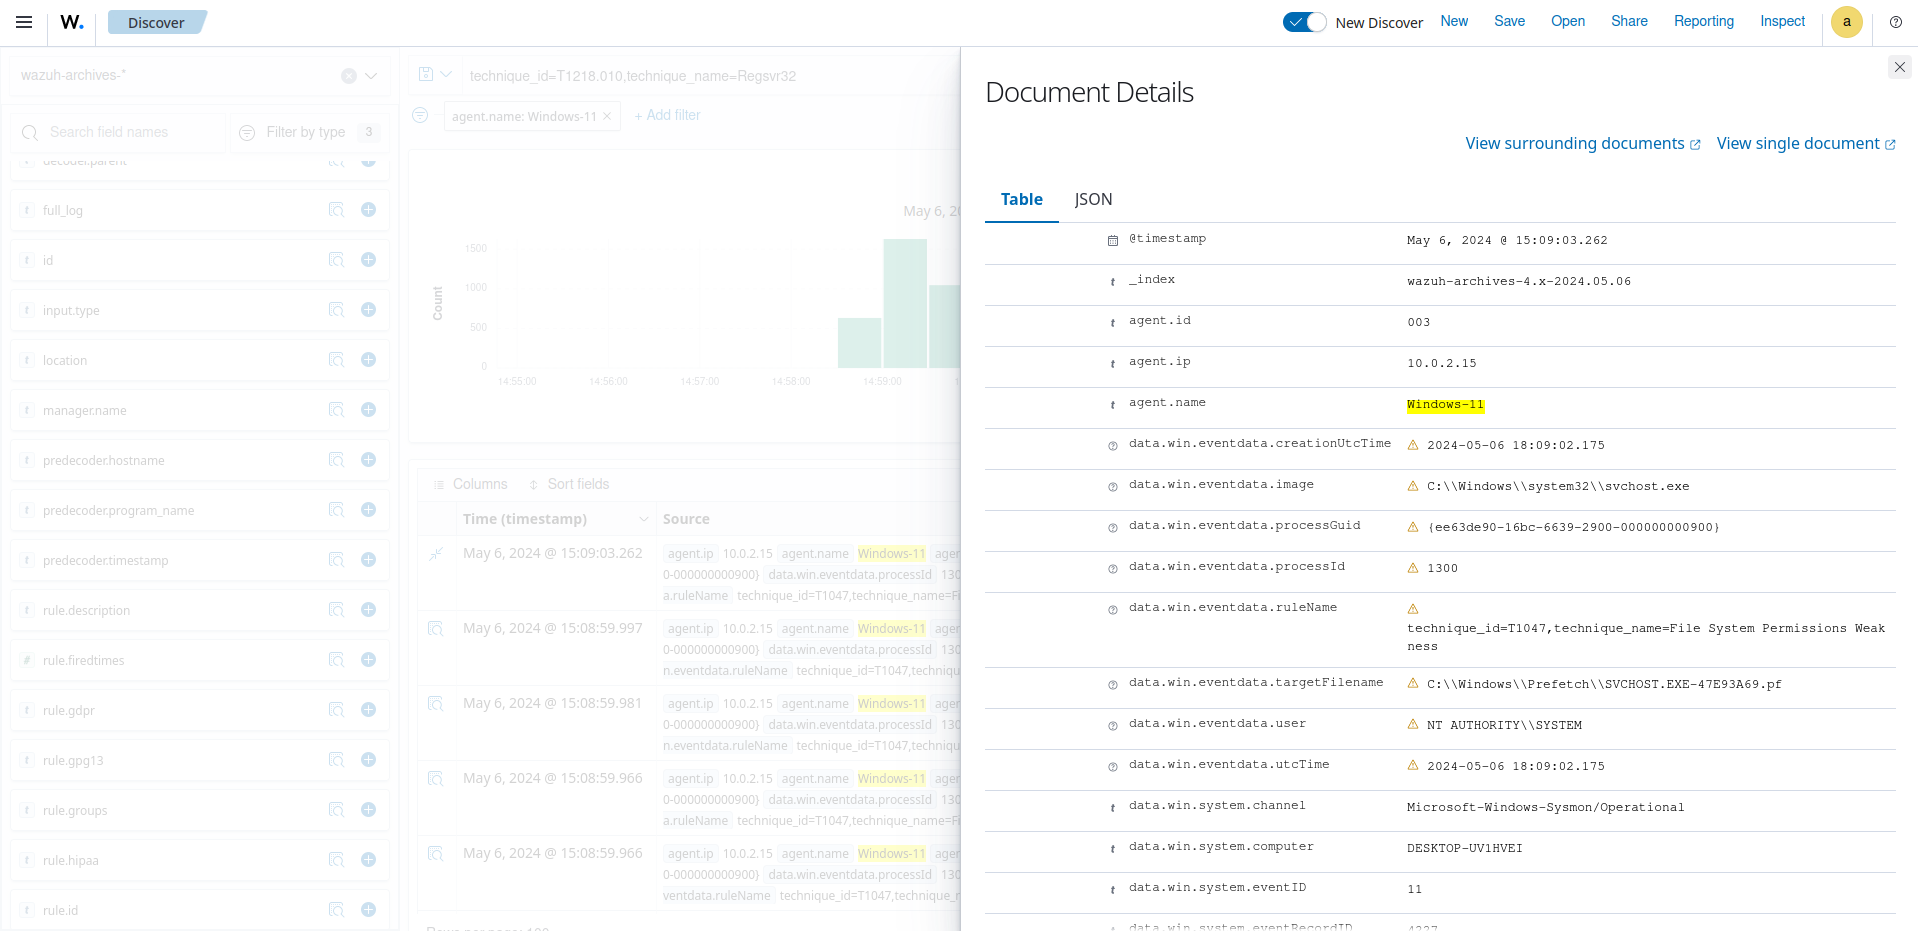 W.
Discover
New Discover
New
Save
Open
Share
Reporting
Inspect
a
wazuh-archives-*
technique_id=T1218.010,technique_name=Regsvr32
Search field names
Filter by type 3
agent.name: Windows-11
+ Add filter
decoder.parent
full_log
id
input.type
location
manager.name
predecoder.hostname
predecoder.program_name
predecoder.timestamp
rule.description
rule.firedtimes
rule.gdpr
rule.gpg13
rule.groups
rule.hipaa
rule.id
May 6, 20
Count
1500
1000
500
0
14:55:00
14:56:00
14:57:00
14:58:00
14:59:00
Columns
Sort fields
Time (timestamp)
Source
May 6, 2024 @ 15:09:03.262
agent.ip 10.0.2.15 agent.name Windows-11 age
0-000000000900} data.win.eventdata.processId 130
a.ruleName technique_id=T1047,technique_name=Fi
May 6, 2024 @ 15:08:59.997
agent.ip 10.0.2.15 agent.name Windows-11 age
0-000000000900} data.win.eventdata.processId 130
n.eventdata.ruleName technique_id=T1047,techniqu
May 6, 2024 @ 15:08:59.981
agent.ip 10.0.2.15 agent.name Windows-11 age
0-000000000900} data.win.eventdata.processId 130
n.eventdata.ruleName technique_id=T1047,techniqu
May 6, 2024 @ 15:08:59.966
agent.ip 10.0.2.15 agent.name Windows-11 age
0-000000000900} data.win.eventdata.processId 130
a.ruleName technique_id=T1047,technique_name=Fi
May 6, 2024 @ 15:08:59.966
agent.ip 10.0.2.15 agent.name Windows-11 age
0-000000000900} data.win.eventdata.processId 130
ventdata.ruleName technique_id=T1047,technique_r
Document Details
View surrounding documents
View single document
Table
JSON
@timestamp May 6, 2024 @ 15:09:03.262
_index wazuh-archives-4.x-2024.05.06
agent.id 003
agent.ip 10.0.2.15
agent.name Windows-11
data.win.eventdata.creationUtcTime 2024-05-06 18:09:02.175
data.win.eventdata.image C:\\Windows\\system32\\svchost.exe
data.win.eventdata.processGuid {ee63de90-16bc-6639-2900-000000000900}
data.win.eventdata.processId 1300
data.win.eventdata.ruleName
technique_id=T1047,technique_name=File System Permissions Weak
ness
data.win.eventdata.targetFilename C:\\Windows\\Prefetch\\SVCHOST.EXE-47E93A69.pf
data.win.eventdata.user NT AUTHORITY\\SYSTEM
data.win.eventdata.utcTime 2024-05-06 18:09:02.175
data.win.system.channel Microsoft-Windows-Sysmon/Operational
data.win.system.computer DESKTOP-UV1HVEI
data.win.system.eventID 11
data.win.system.eventRecordID